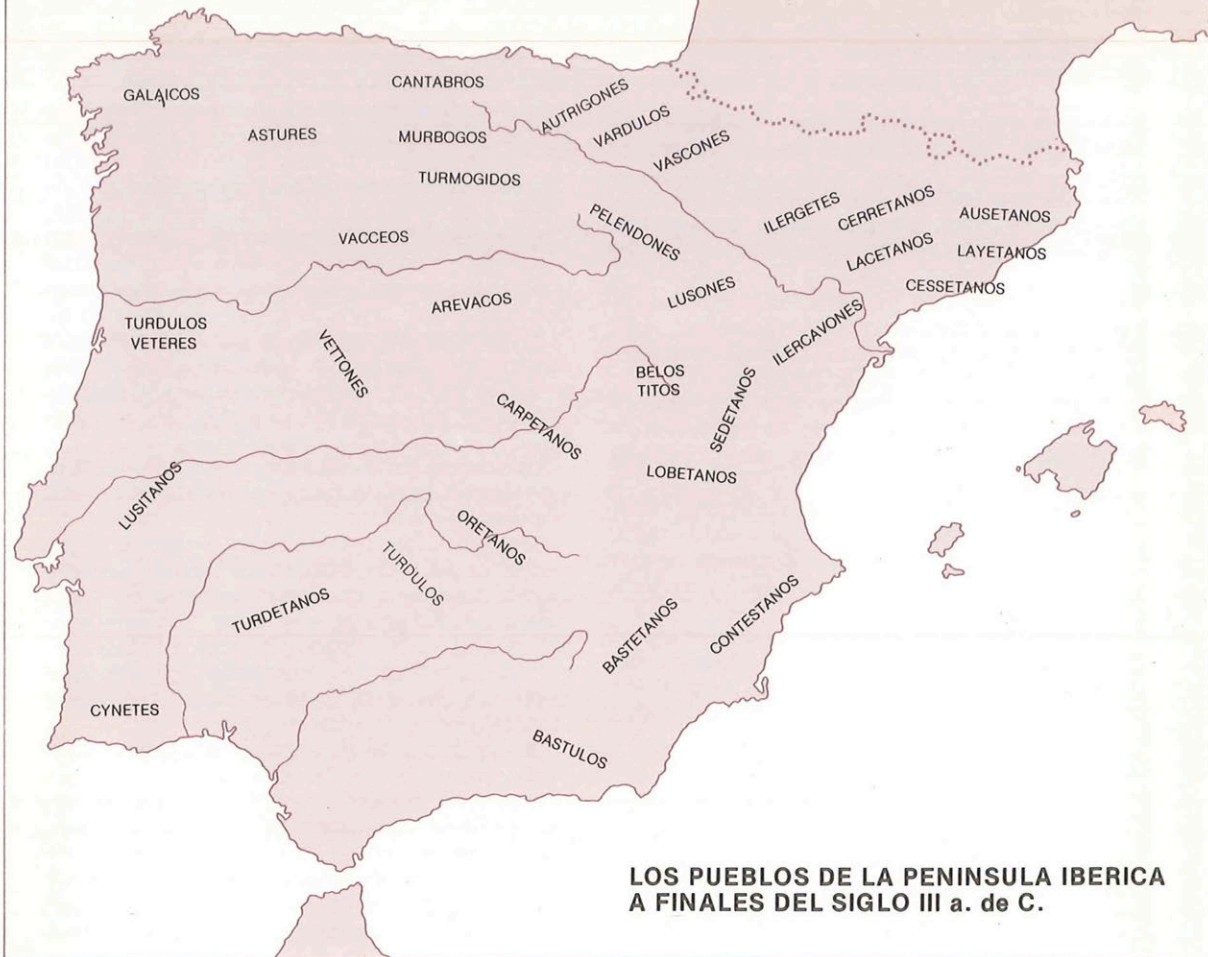 CANTABROS
GALAICOS
AUTRIGONES
ASTURES
MURBOGOS
VARDULOS
VASCONES
TURMOGIDOS
ILERGETES
CERRETANOS
AUSETANOS
PELENDONES
VACCEOS
LACETANOS
LAYETANOS
LUSONES
CESSETANOS
AREVACOS
TURDULOS
VETERES
ILERCAVONES
VETTONES
BELOS
TITOS
SEDETANOS
CARPETANOS
LOBETANOS
LUSITANOS
ORETANOS
TURDULOS
TURDETANOS
BASTETANOS
CONTESTANOS
CYNETES
BASTULOS
LOS PUEBLOS DE LA PENINSULA IBERICA
A FINALES DEL SIGLO III a. de C.